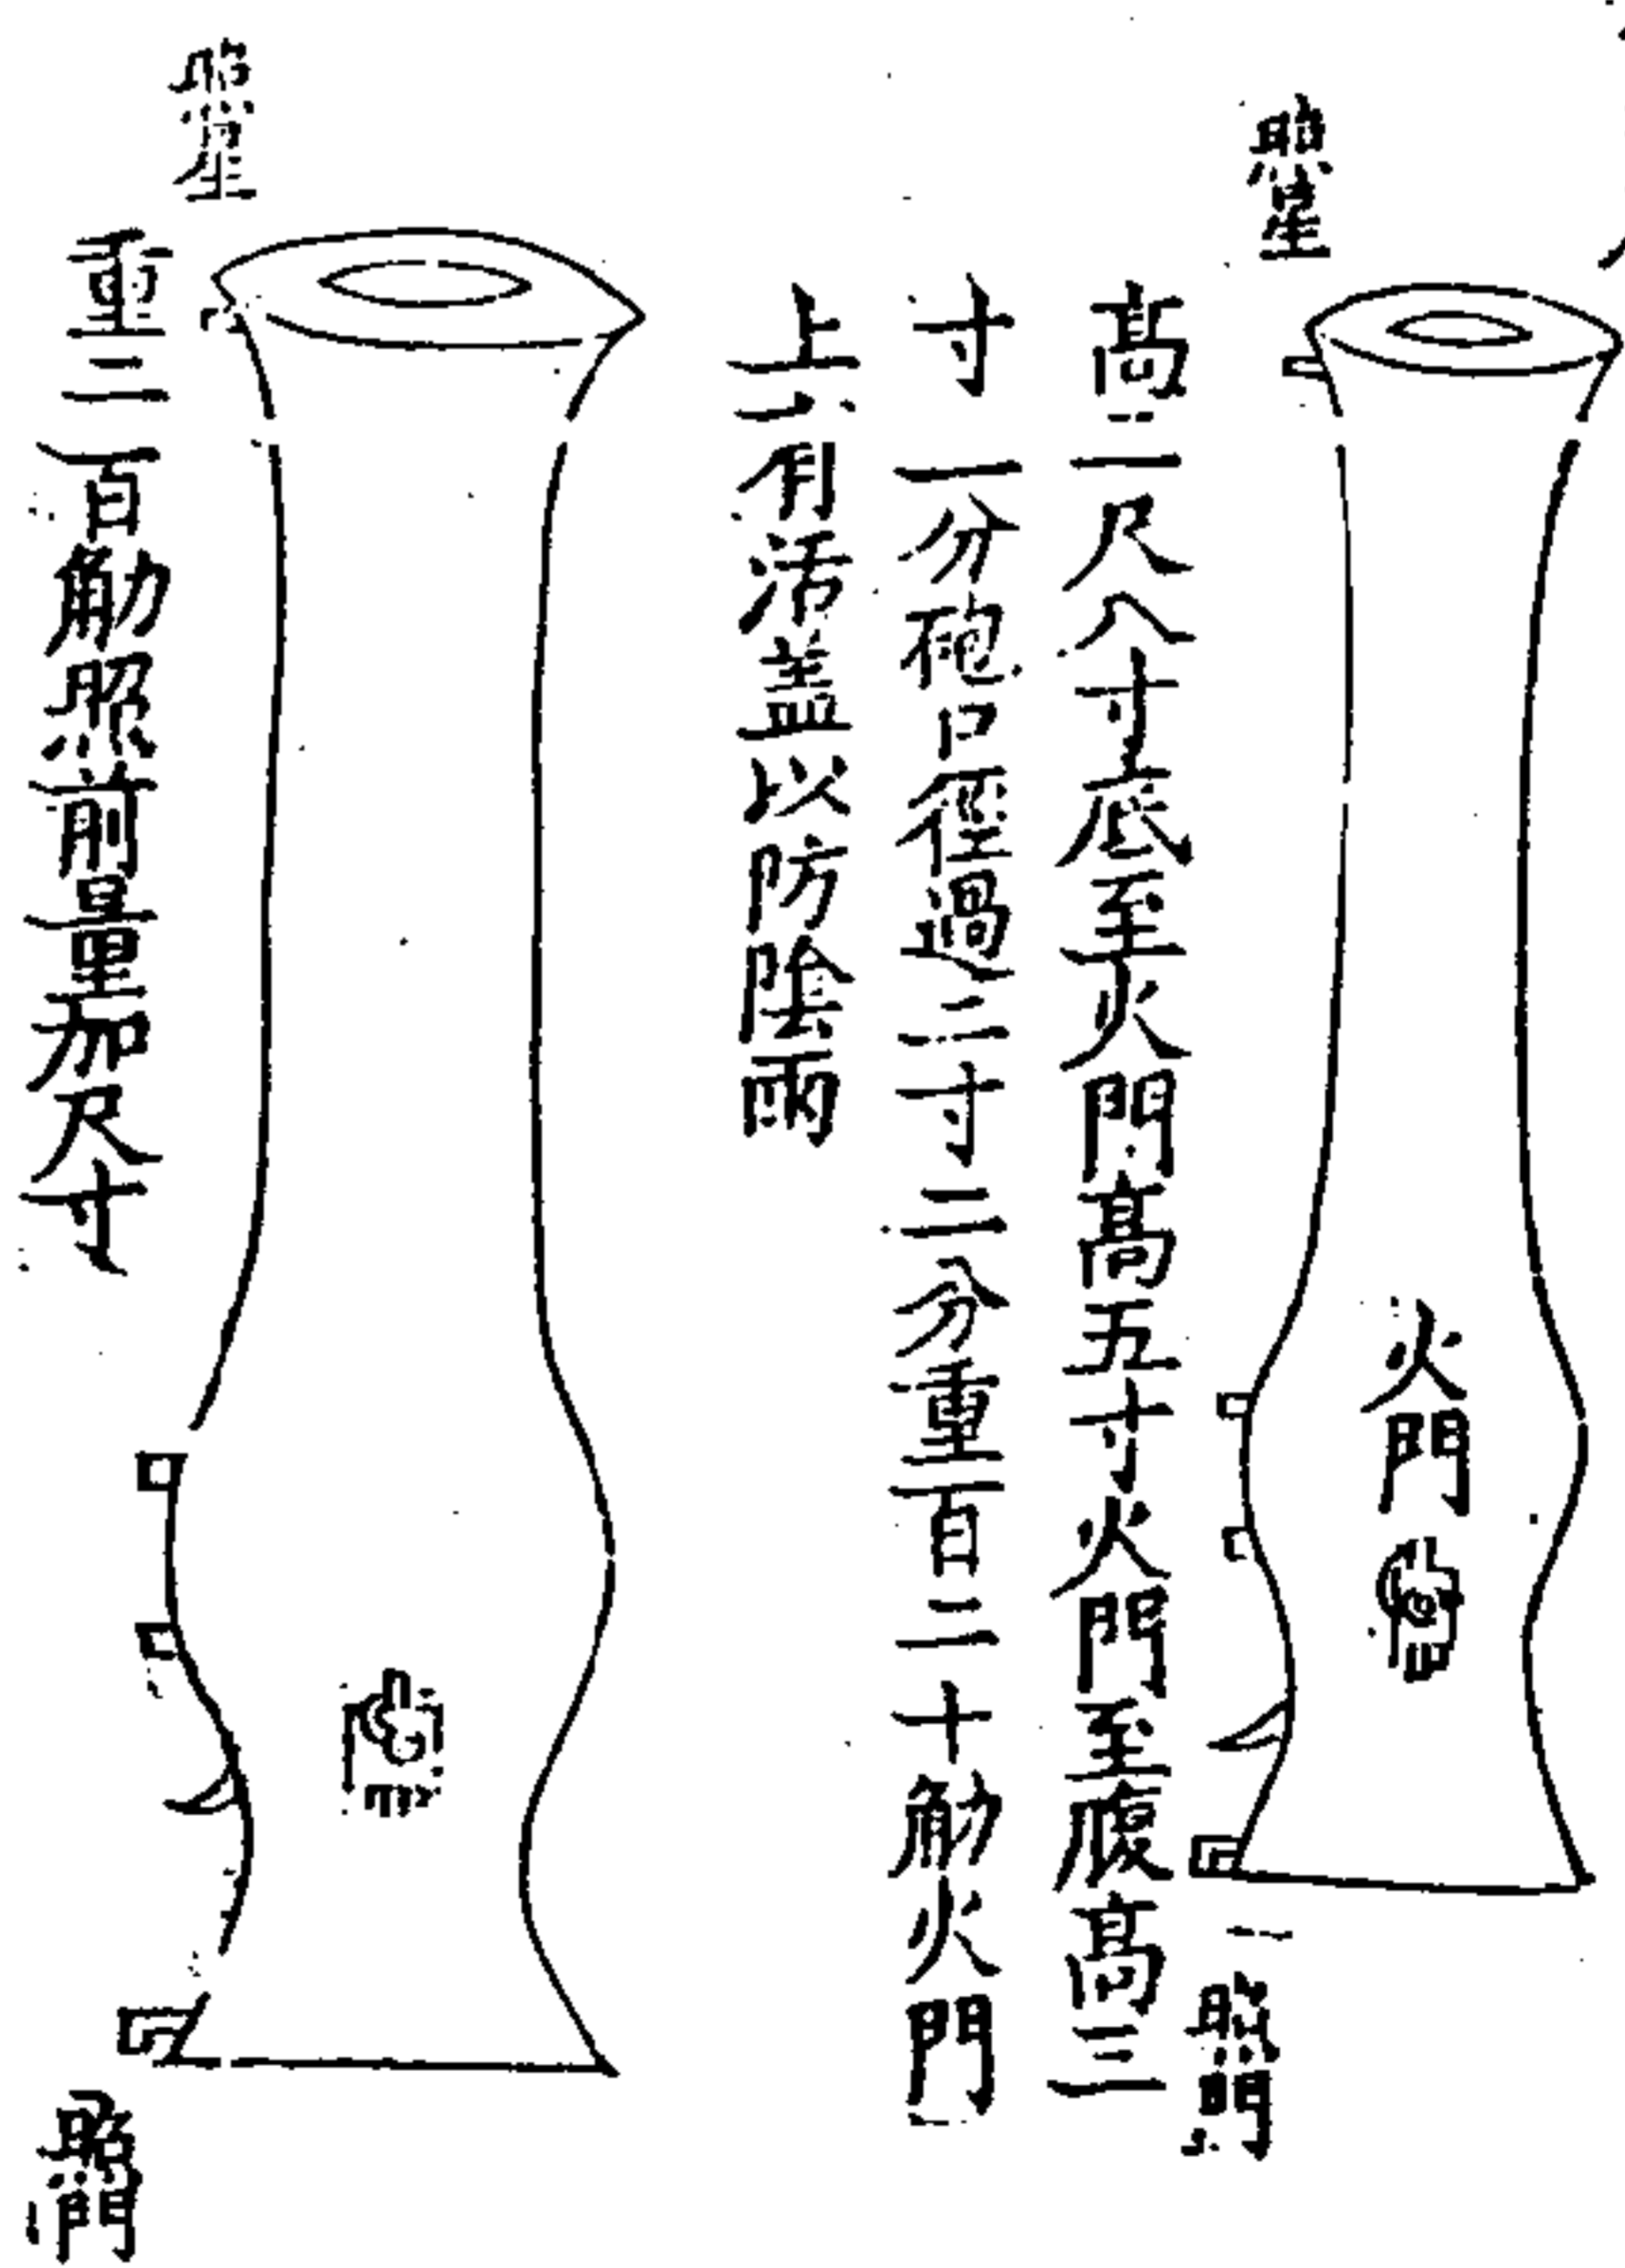 照星
火門
照門
高二尺八寸底至火門高五寸火門至腹高三
寸一分砲口徑過二寸二分重百二十觔火門
上有活盖以防陰雨
照星
照門
重二百觔照前量加尺寸